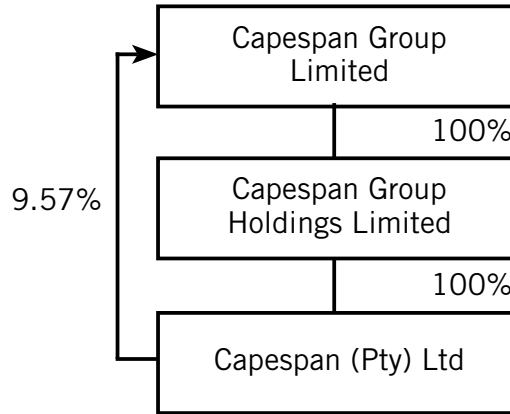 Capespan Group
Limited
100%
9.57%
Capespan Group
Holdings Limited
100%
Capespan (Pty) Ltd